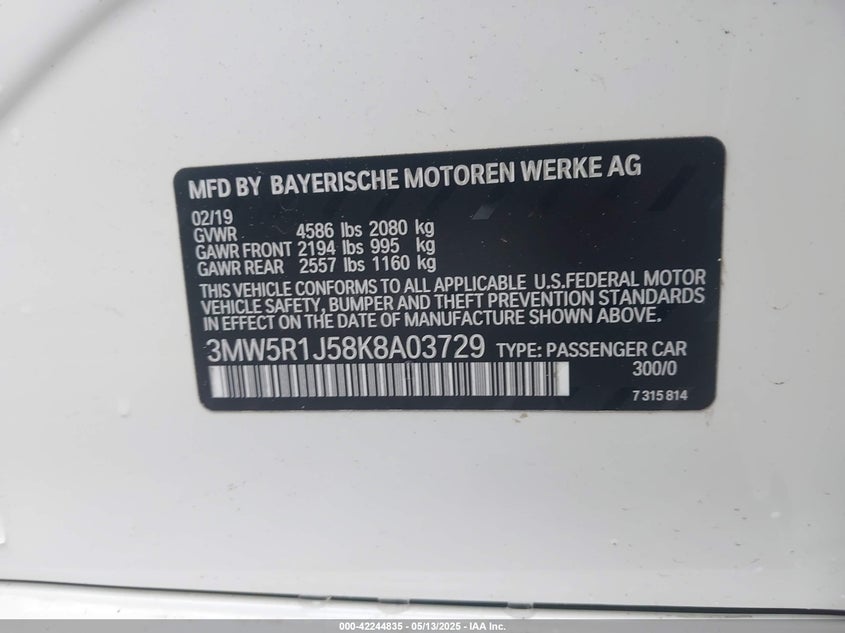 MFD BY BAYERISCHE MOTOREN WERKE AG
02/19
GVWR 4586 lbs 2080 kg
GAWR FRONT 2194 lbs 995 kg
GAWR REAR 2557 lbs 1160 kg
THIS VEHICLE CONFORMS TO ALL APPLICABLE U.S.FEDERAL MOTOR
VEHICLE SAFETY, BUMPER AND THEFT PREVENTION STANDARDS
IN EFFECT ON THE DATE OF MANUFACTURE SHOWN ABOVE.
3MW5R1J58K8A03729 TYPE: PASSENGER CAR
300/0
7 315 814
000-42244835 - 05/13/2025 - IAA Inc.